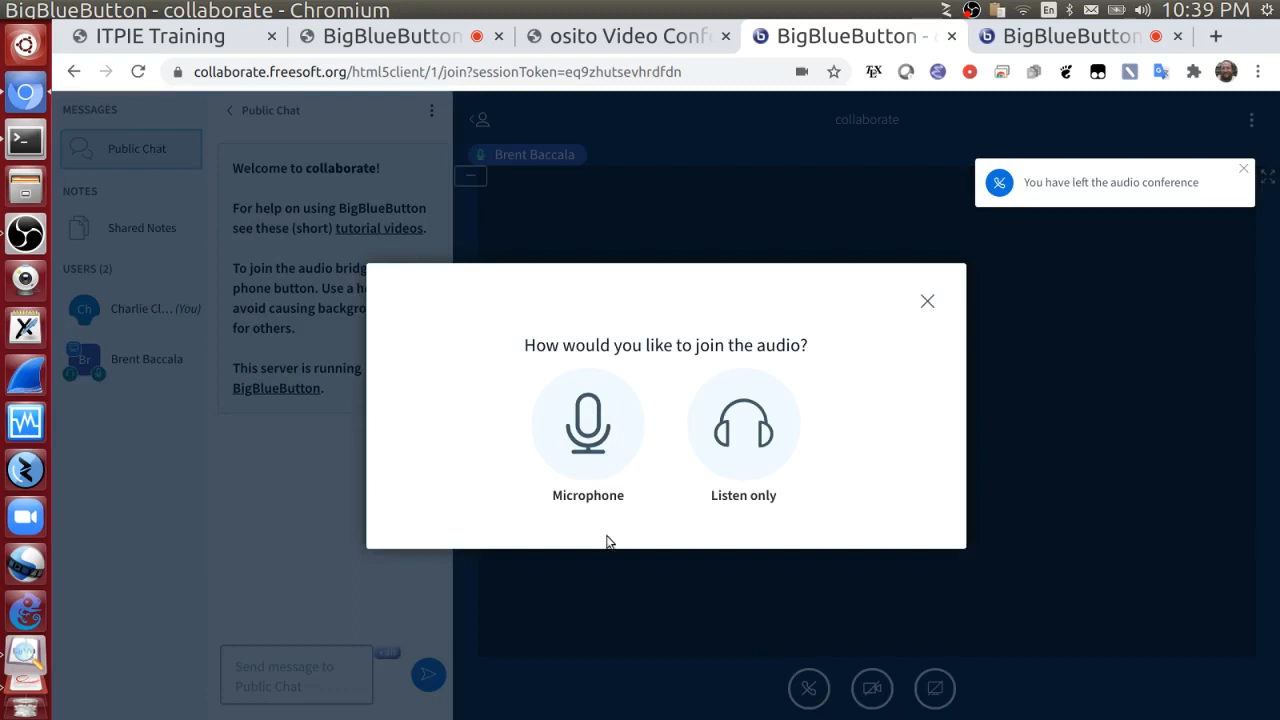 BigBlueButton - collaborate - Chromium
En
10:39 PM
ITPIE Training
BigBlueButton
osito Video Conf
BigBlueButton -
BigBlueButton
collaborate.freesoft.org/html5client/1/join?sessionToken=eq9zhutsevhrdfdn
MESSAGES
Public Chat
NOTES
Shared Notes
USERS (2)
Ch
Charlie Cl... (You)
Br
Brent Baccala
Public Chat
Welcome to collaborate!
For help on using BigBlueButton
see these (short) tutorial videos.
To join the audio bridg
phone button. Use a he
avoid causing backgro
for others.
This server is running
BigBlueButton.
Send message to
Public Chat
collaborate
Brent Baccala
You have left the audio conference
How would you like to join the audio?
Microphone
Listen only